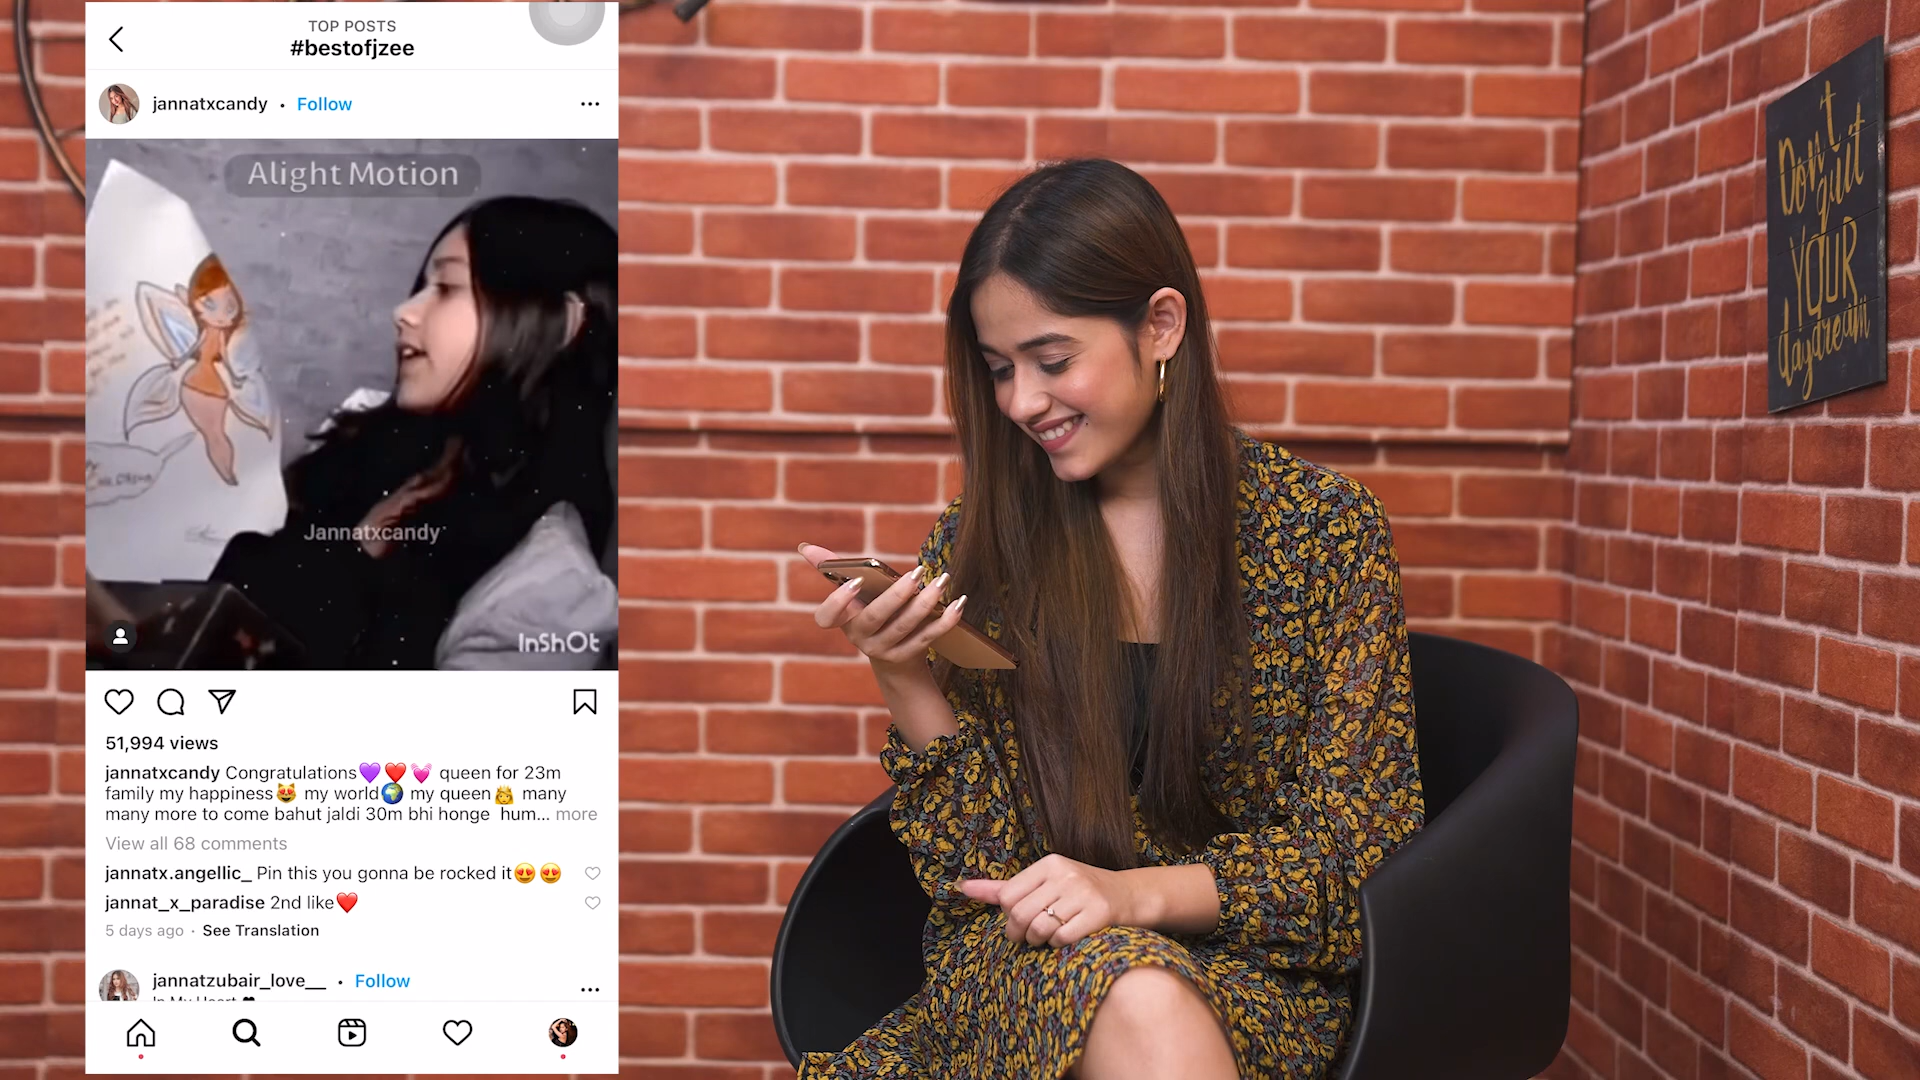 TOP POSTS
#bestofjzee
jannatxcandy • Follow
Alight Motion
Jannatxcandy
InShOt
51,994 views
jannatxcandy Congratulations💜❤️💓 queen for 23m
family my happiness😻 my world🌍 my queen👸 many
many more to come bahut jaldi 30m bhi honge hum... more
View all 68 comments
jannatx.angellic_ Pin this you gonna be rocked it😍😍
jannat_x_paradise 2nd like❤️
5 days ago · See Translation
jannatzubair_love__ • Follow
In My Heart
Don't
quit
YOUR
daydream